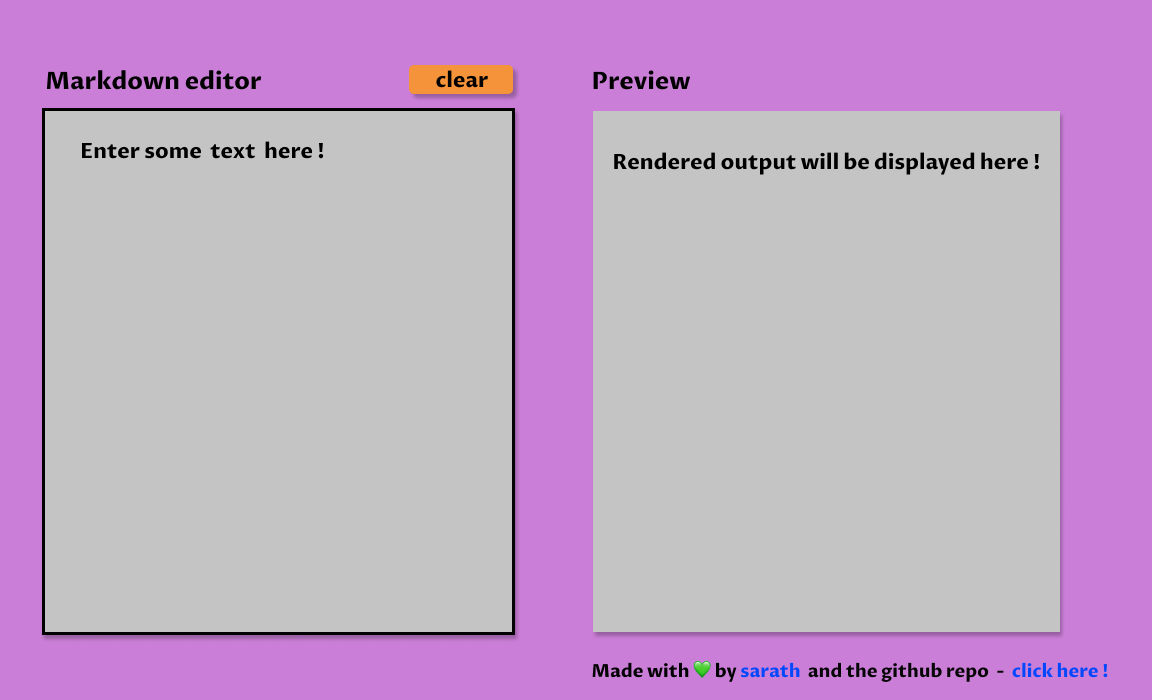 Markdown editor
clear
Enter some text here !
Preview
Rendered output will be displayed here !
Made with 💚 by sarath and the github repo - click here !